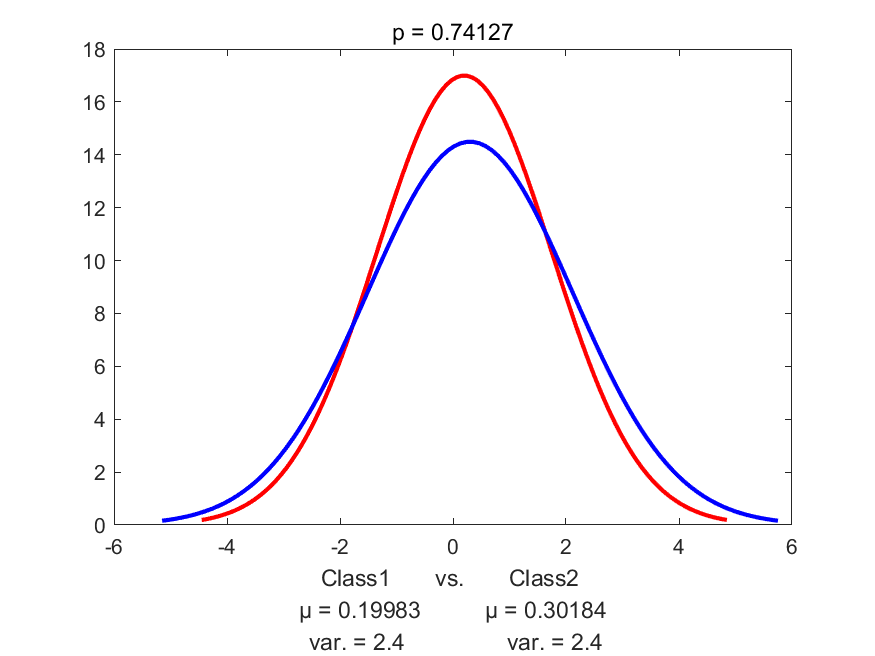 p = 0.74127
18
16
14
12
10
8
6
4
2
0
-6 -4 -2 0 2 4 6
Class1 vs. Class2
μ = 0.19983 μ = 0.30184
var. = 2.4 var. = 2.4